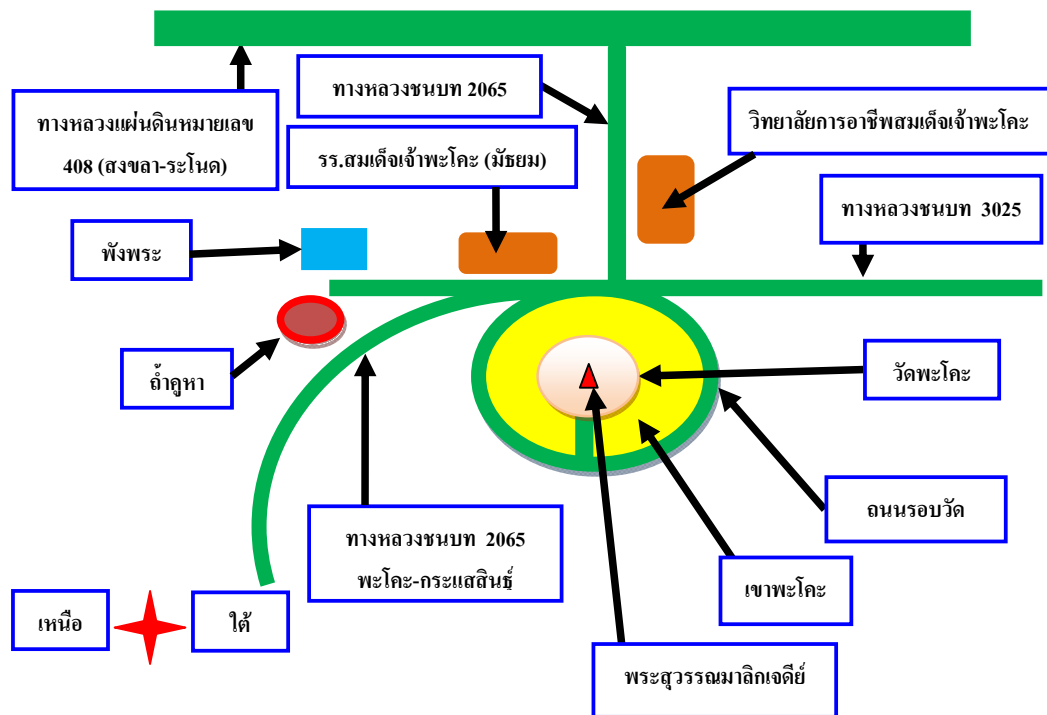 ทางหลวงชนบท 2065
วิทยาลัยการอาชีพสมเด็จเจ้าพะโคะ
ทางหลวงแผ่นดินหมายเลข
408 (สงขลา-ระโนด)
รร.สมเด็จเจ้าพะโคะ (มัธยม)
ทางหลวงชนบท 3025
พังพระ
ถ้ำคูหา
วัดพะโคะ
ถนนรอบวัด
ทางหลวงชนบท 2065
พะโคะ-กระแสสินธุ์
เขาพะโคะ
เหนือ
ใต้
พระสุวรรณมาลิกเจดีย์